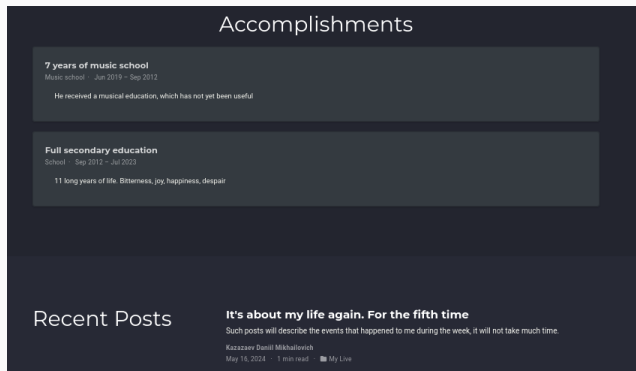 Accomplishments
7 years of music school
Music school · Jun 2019 – Sep 2012
He received a musical education, which has not yet been useful
Full secondary education
School · Sep 2012 – Jul 2023
11 long years of life. Bitterness, joy, happiness, despair
Recent Posts
It's about my life again. For the fifth time
Such posts will describe the events that happened to me during the week, it will not take much time.
Kazazaev Daniil Mikhailovich
May 16, 2024 · 1 min read · My Live